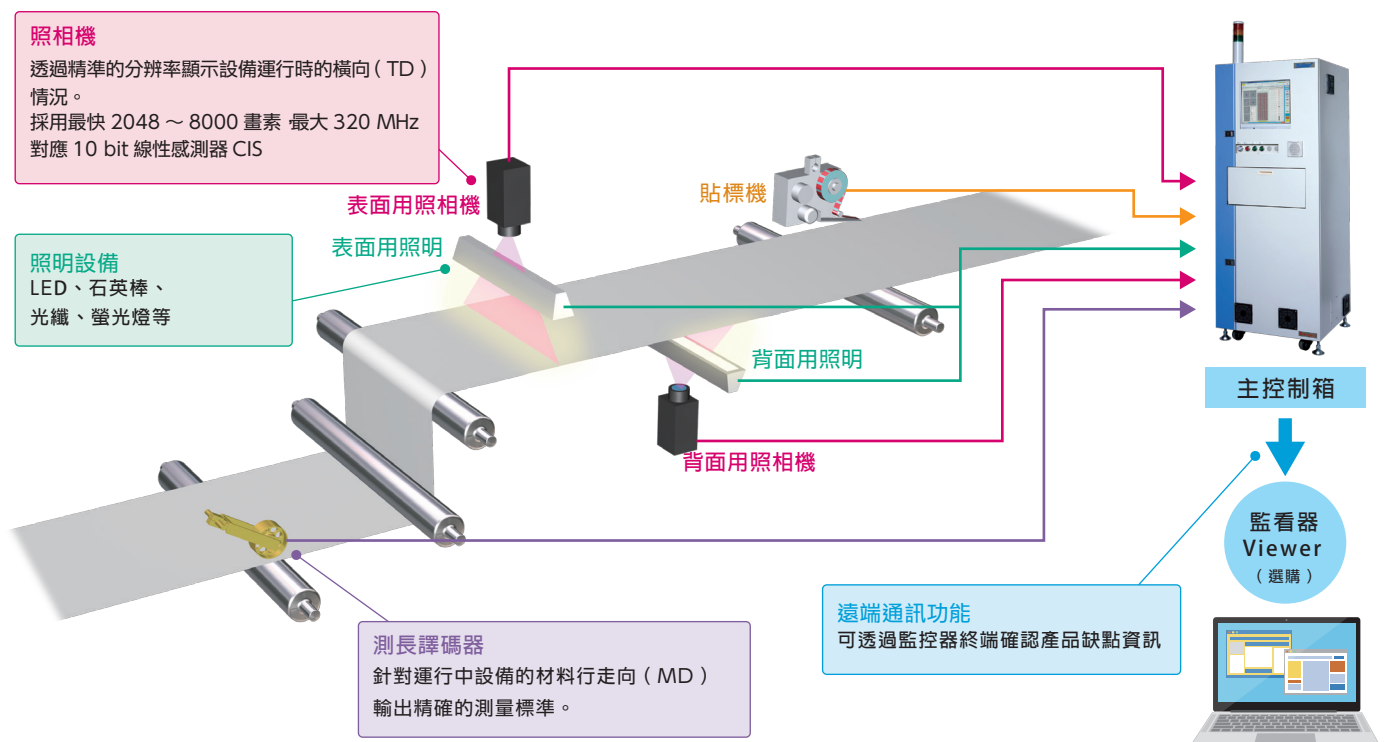 照相機
透過精準的分辨率顯示設備運行時的橫向（TD）
情況。
採用最快 2048 ～ 8000 畫素 最大 320 MHz
對應 10 bit 線性感測器 CIS
表面用照相機
貼標機
表面用照明
照明設備
LED、石英棒、
光纖、螢光燈等
背面用照明
背面用照相機
主控制箱
監看器
Viewer
（選購）
遠端通訊功能
可透過監控器終端確認產品缺点資訊
測長譯碼器
針對運行中設備的材料行走向（MD）
輸出精確的測量標準。